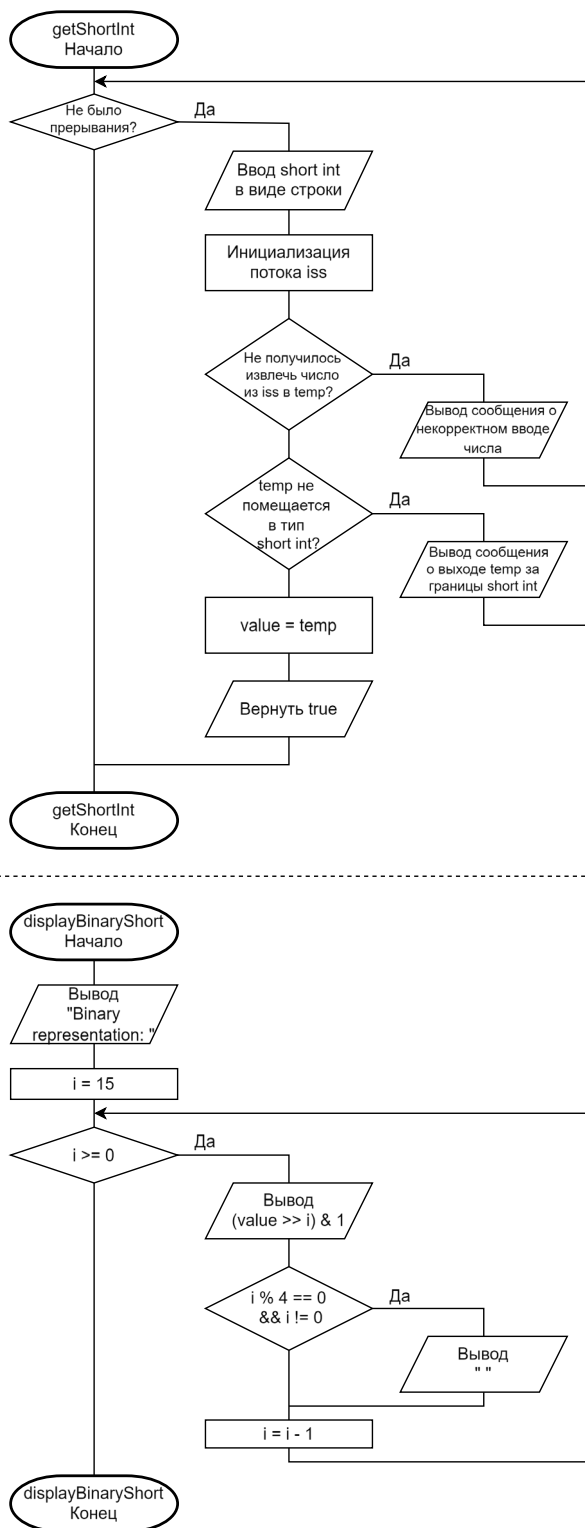 getShortInt
Начало
Не было
прерывания?
Да
Ввод short int
в виде строки
Инициализация
потока iss
Не получилось
извлечь число
из iss в temp?
Да
Вывод сообщения о
некорректном вводе
числа
temp не
помещается
в тип
short int?
Да
Вывод сообщения
о выходе temp за
границы short int
value = temp
Вернуть true
getShortInt
Конец
displayBinaryShort
Начало
Вывод
"Binary
representation: "
i = 15
i >= 0
Да
Вывод
(value >> i) & 1
i % 4 == 0
&& i != 0
Да
Вывод
" "
i = i - 1
displayBinaryShort
Конец